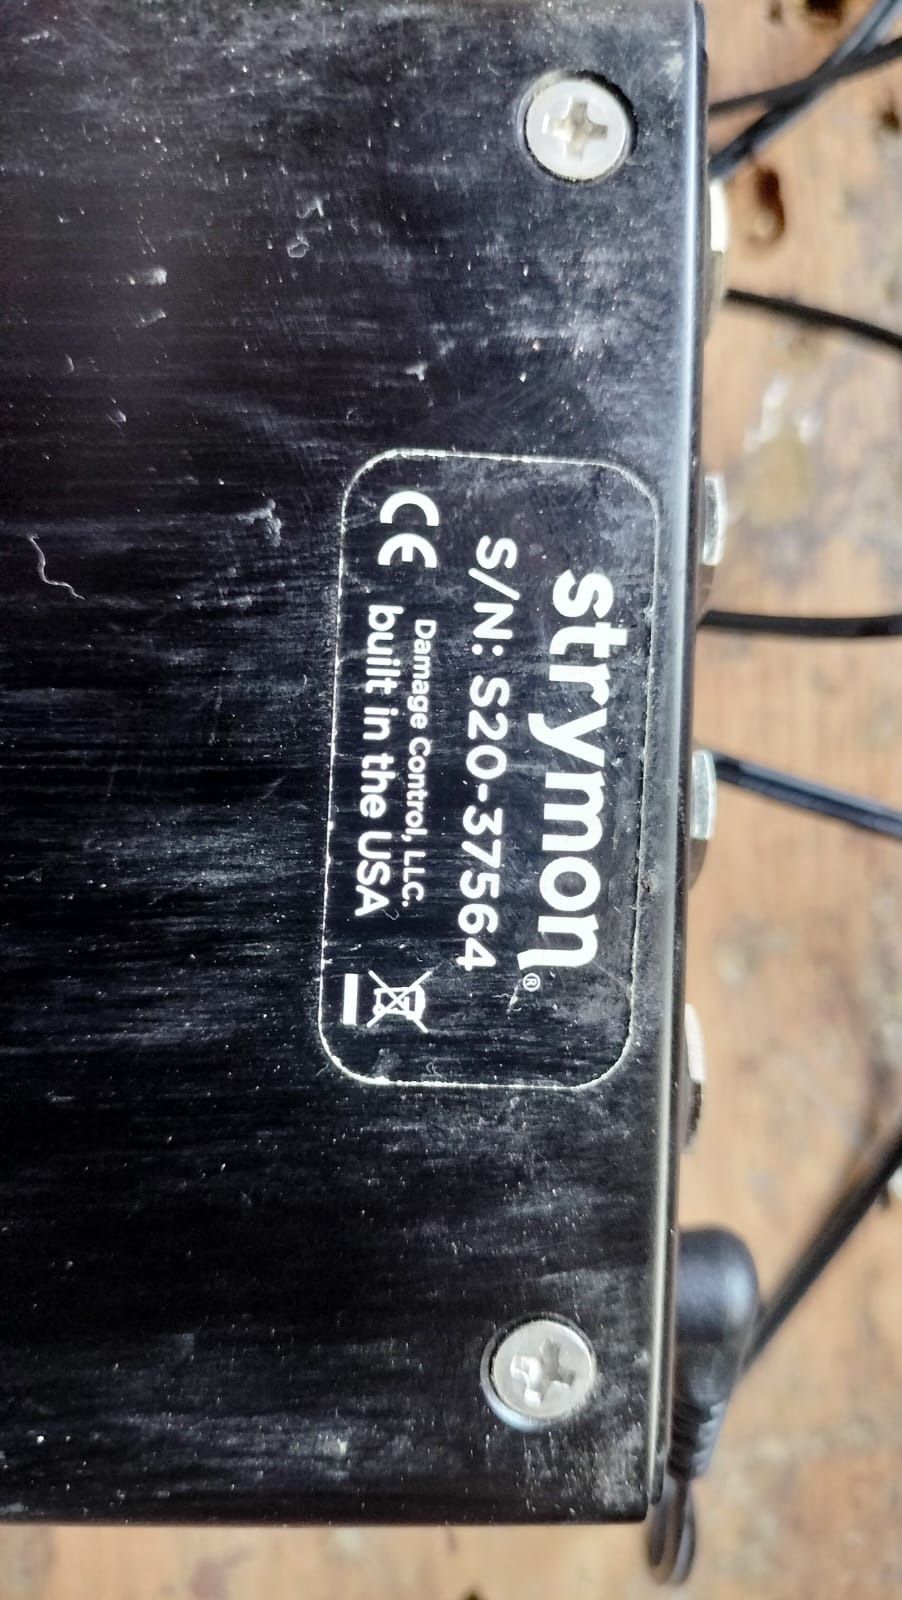 strymon®
S/N: S20-37564
Damage Control, LLC.
CE built in the USA